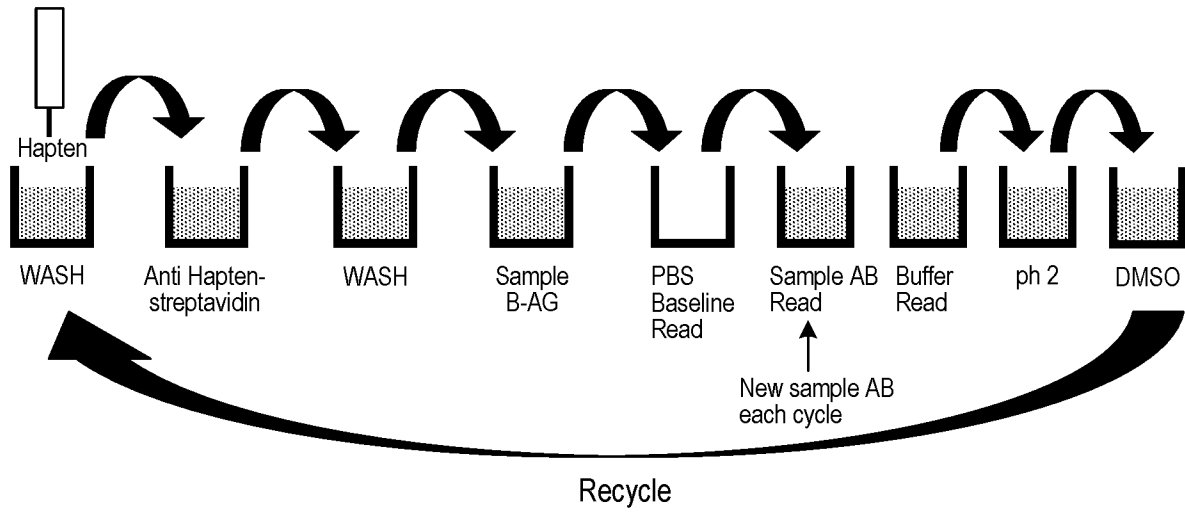 Hapten
WASH
Anti Hapten-
streptavidin
WASH
Sample
B-AG
PBS
Baseline
Read
Sample AB
Read
Buffer
Read
ph 2
DMSO
New sample AB
each cycle
Recycle